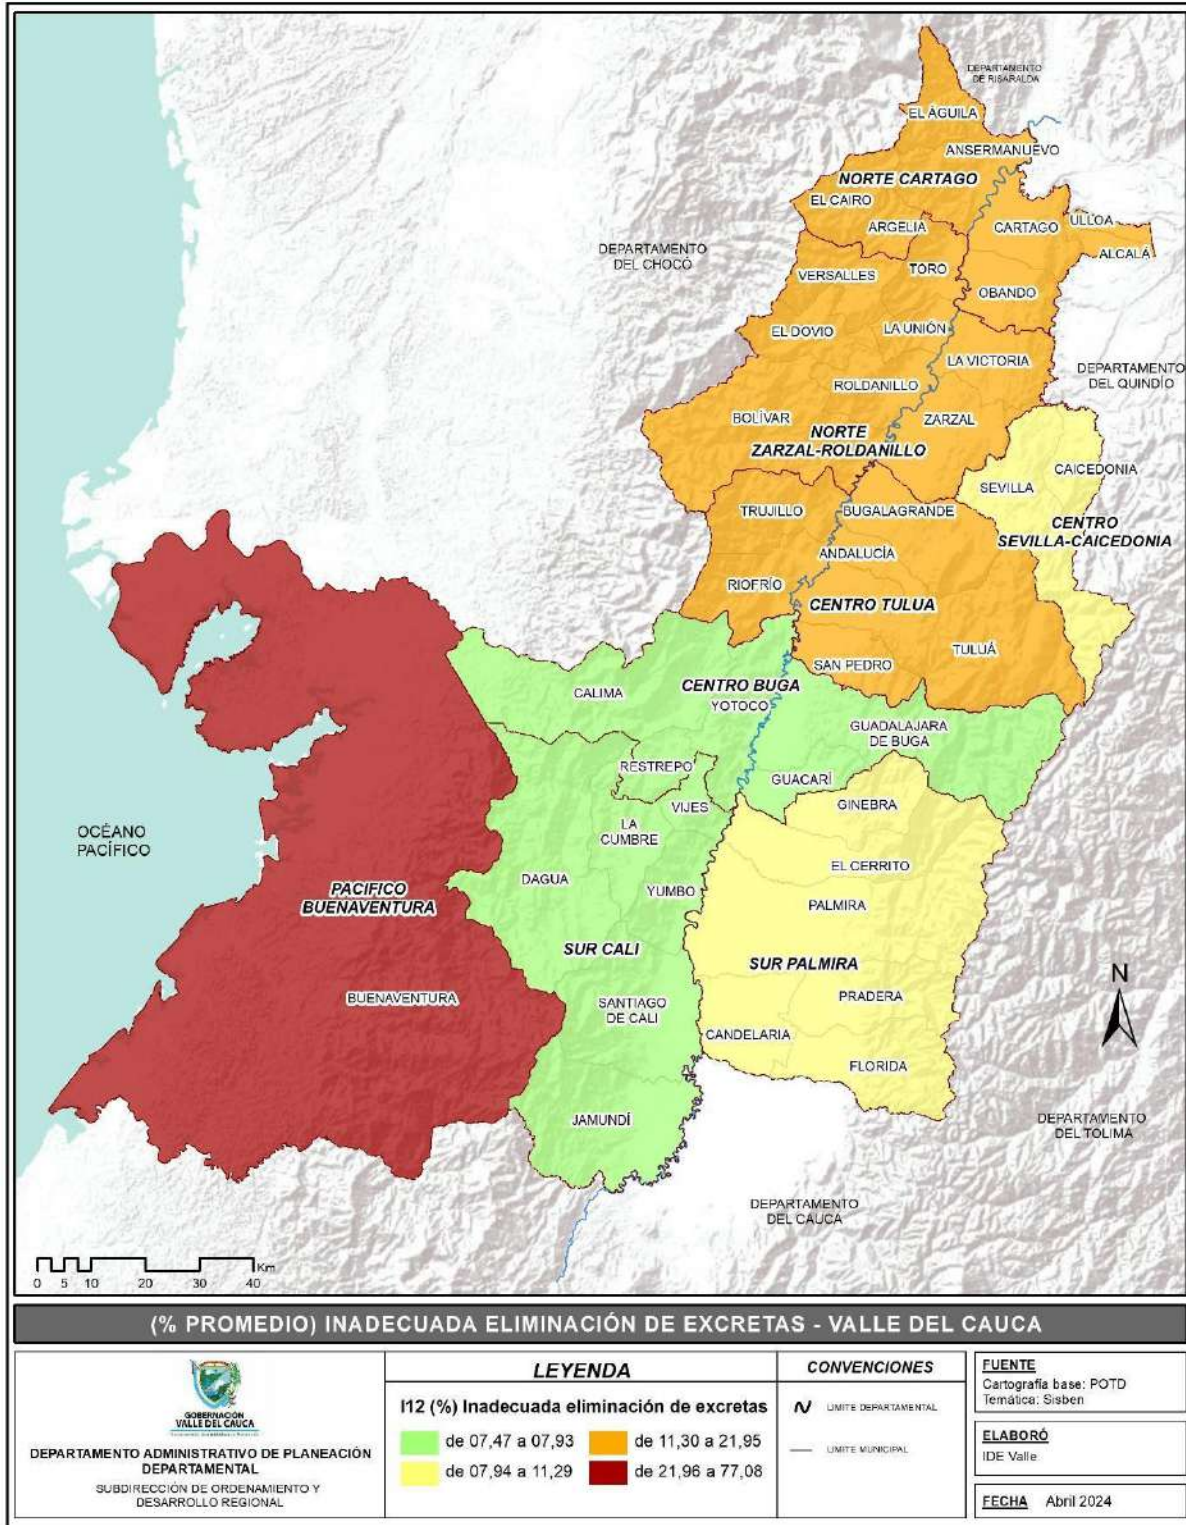 DEPARTAMENTO
DE RISARALDA
EL ÁGUILA
ANSERMANUEVO
NORTE CARTAGO
EL CAIRO
ARGELIA
CARTAGO
ULLOA
ALCALÁ
DEPARTAMENTO
DEL CHOCÓ
VERSALLES
TORO
OBANDO
EL DOVIO
LA UNIÓN
LA VICTORIA
DEPARTAMENTO
DEL QUINDÍO
ROLDANILLO
BOLÍVAR
ZARZAL
NORTE
ZARZAL-ROLDANILLO
CAICEDONIA
SEVILLA
CENTRO
SEVILLA-CAICEDONIA
TRUJILLO
BUGALAGRANDE
ANDALUCÍA
RIOFRÍO
CENTRO TULUA
SAN PEDRO
TULUÁ
CALIMA
CENTRO BUGA
YOTOCO
GUADALAJARA
DE BUGA
RESTREPO
GUACARÍ
VIJES
GINEBRA
LA
CUMBRE
OCÉANO
PACÍFICO
DAGUA
YUMBO
EL CERRITO
PACIFICO
BUENAVENTURA
PALMIRA
SUR CALI
SUR PALMIRA
N
BUENAVENTURA
SANTIAGO
DE CALI
PRADERA
CANDELARIA
FLORIDA
JAMUNDÍ
DEPARTAMENTO
DEL TOLIMA
DEPARTAMENTO
DEL CAUCA
Km
0 5 10 20 30 40
(% PROMEDIO) INADECUADA ELIMINACIÓN DE EXCRETAS - VALLE DEL CAUCA
GOBERNACIÓN
VALLE DEL CAUCA
DEPARTAMENTO ADMINISTRATIVO DE PLANEACIÓN
DEPARTAMENTAL
SUBDIRECCIÓN DE ORDENAMIENTO Y
DESARROLLO REGIONAL
LEYENDA
I12 (%) Inadecuada eliminación de excretas
de 07,47 a 07,93
de 11,30 a 21,95
de 07,94 a 11,29
de 21,96 a 77,08
CONVENCIONES
LIMITE DEPARTAMENTAL
LIMITE MUNICIPAL
FUENTE
Cartografía base: POTD
Temática: Sisben
ELABORÓ
IDE Valle
FECHA Abril 2024